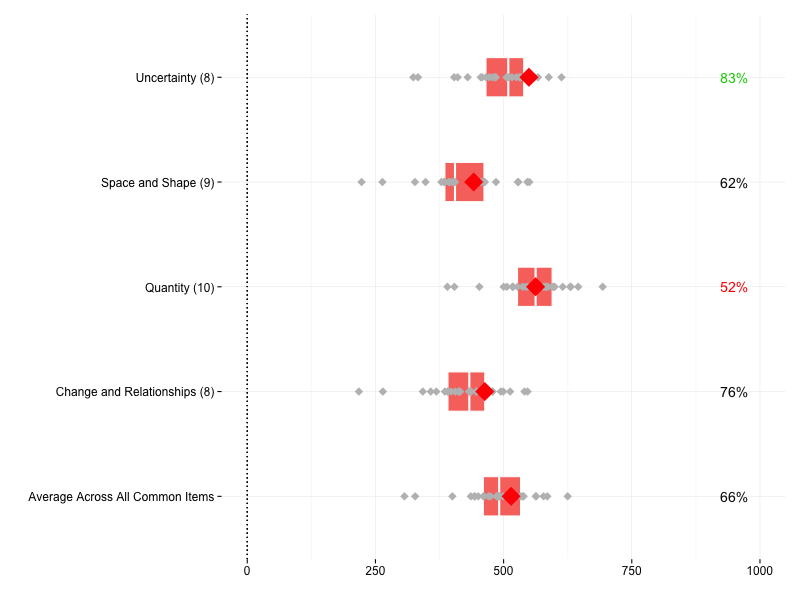 Uncertainty (8) 83%
Space and Shape (9) 62%
Quantity (10) 52%
Change and Relationships (8) 76%
Average Across All Common Items 66%
0 250 500 750 1000